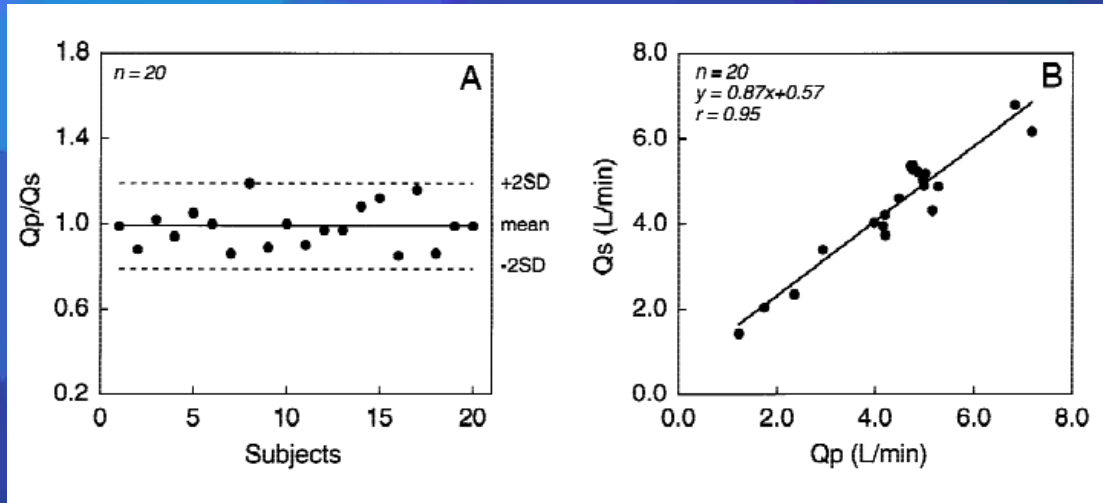 n = 20
A
1.8
1.4
1.0
0.6
0.2
Qp/Qs
+2SD
mean
-2SD
0 5 10 15 20
Subjects
n = 20
y = 0.87x+0.57
r = 0.95
B
8.0
6.0
4.0
2.0
0.0
Qs (L/min)
0.0 2.0 4.0 6.0 8.0
Qp (L/min)